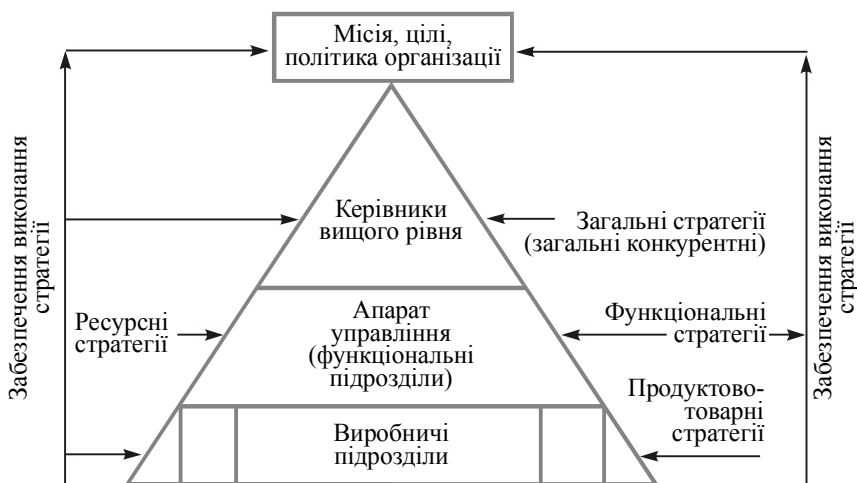 Місія, цілі,
політика організації
Забезпечення виконання
стратегії
Керівники
вищого рівня
Загальні стратегії
(загальні конкурентні)
Ресурсні
стратегії
Апарат
управління
(функціональні
підрозділи)
Функціональні
стратегії
Продуктово-
товарні
стратегії
Виробничі
підрозділи
Забезпечення виконання
стратегії